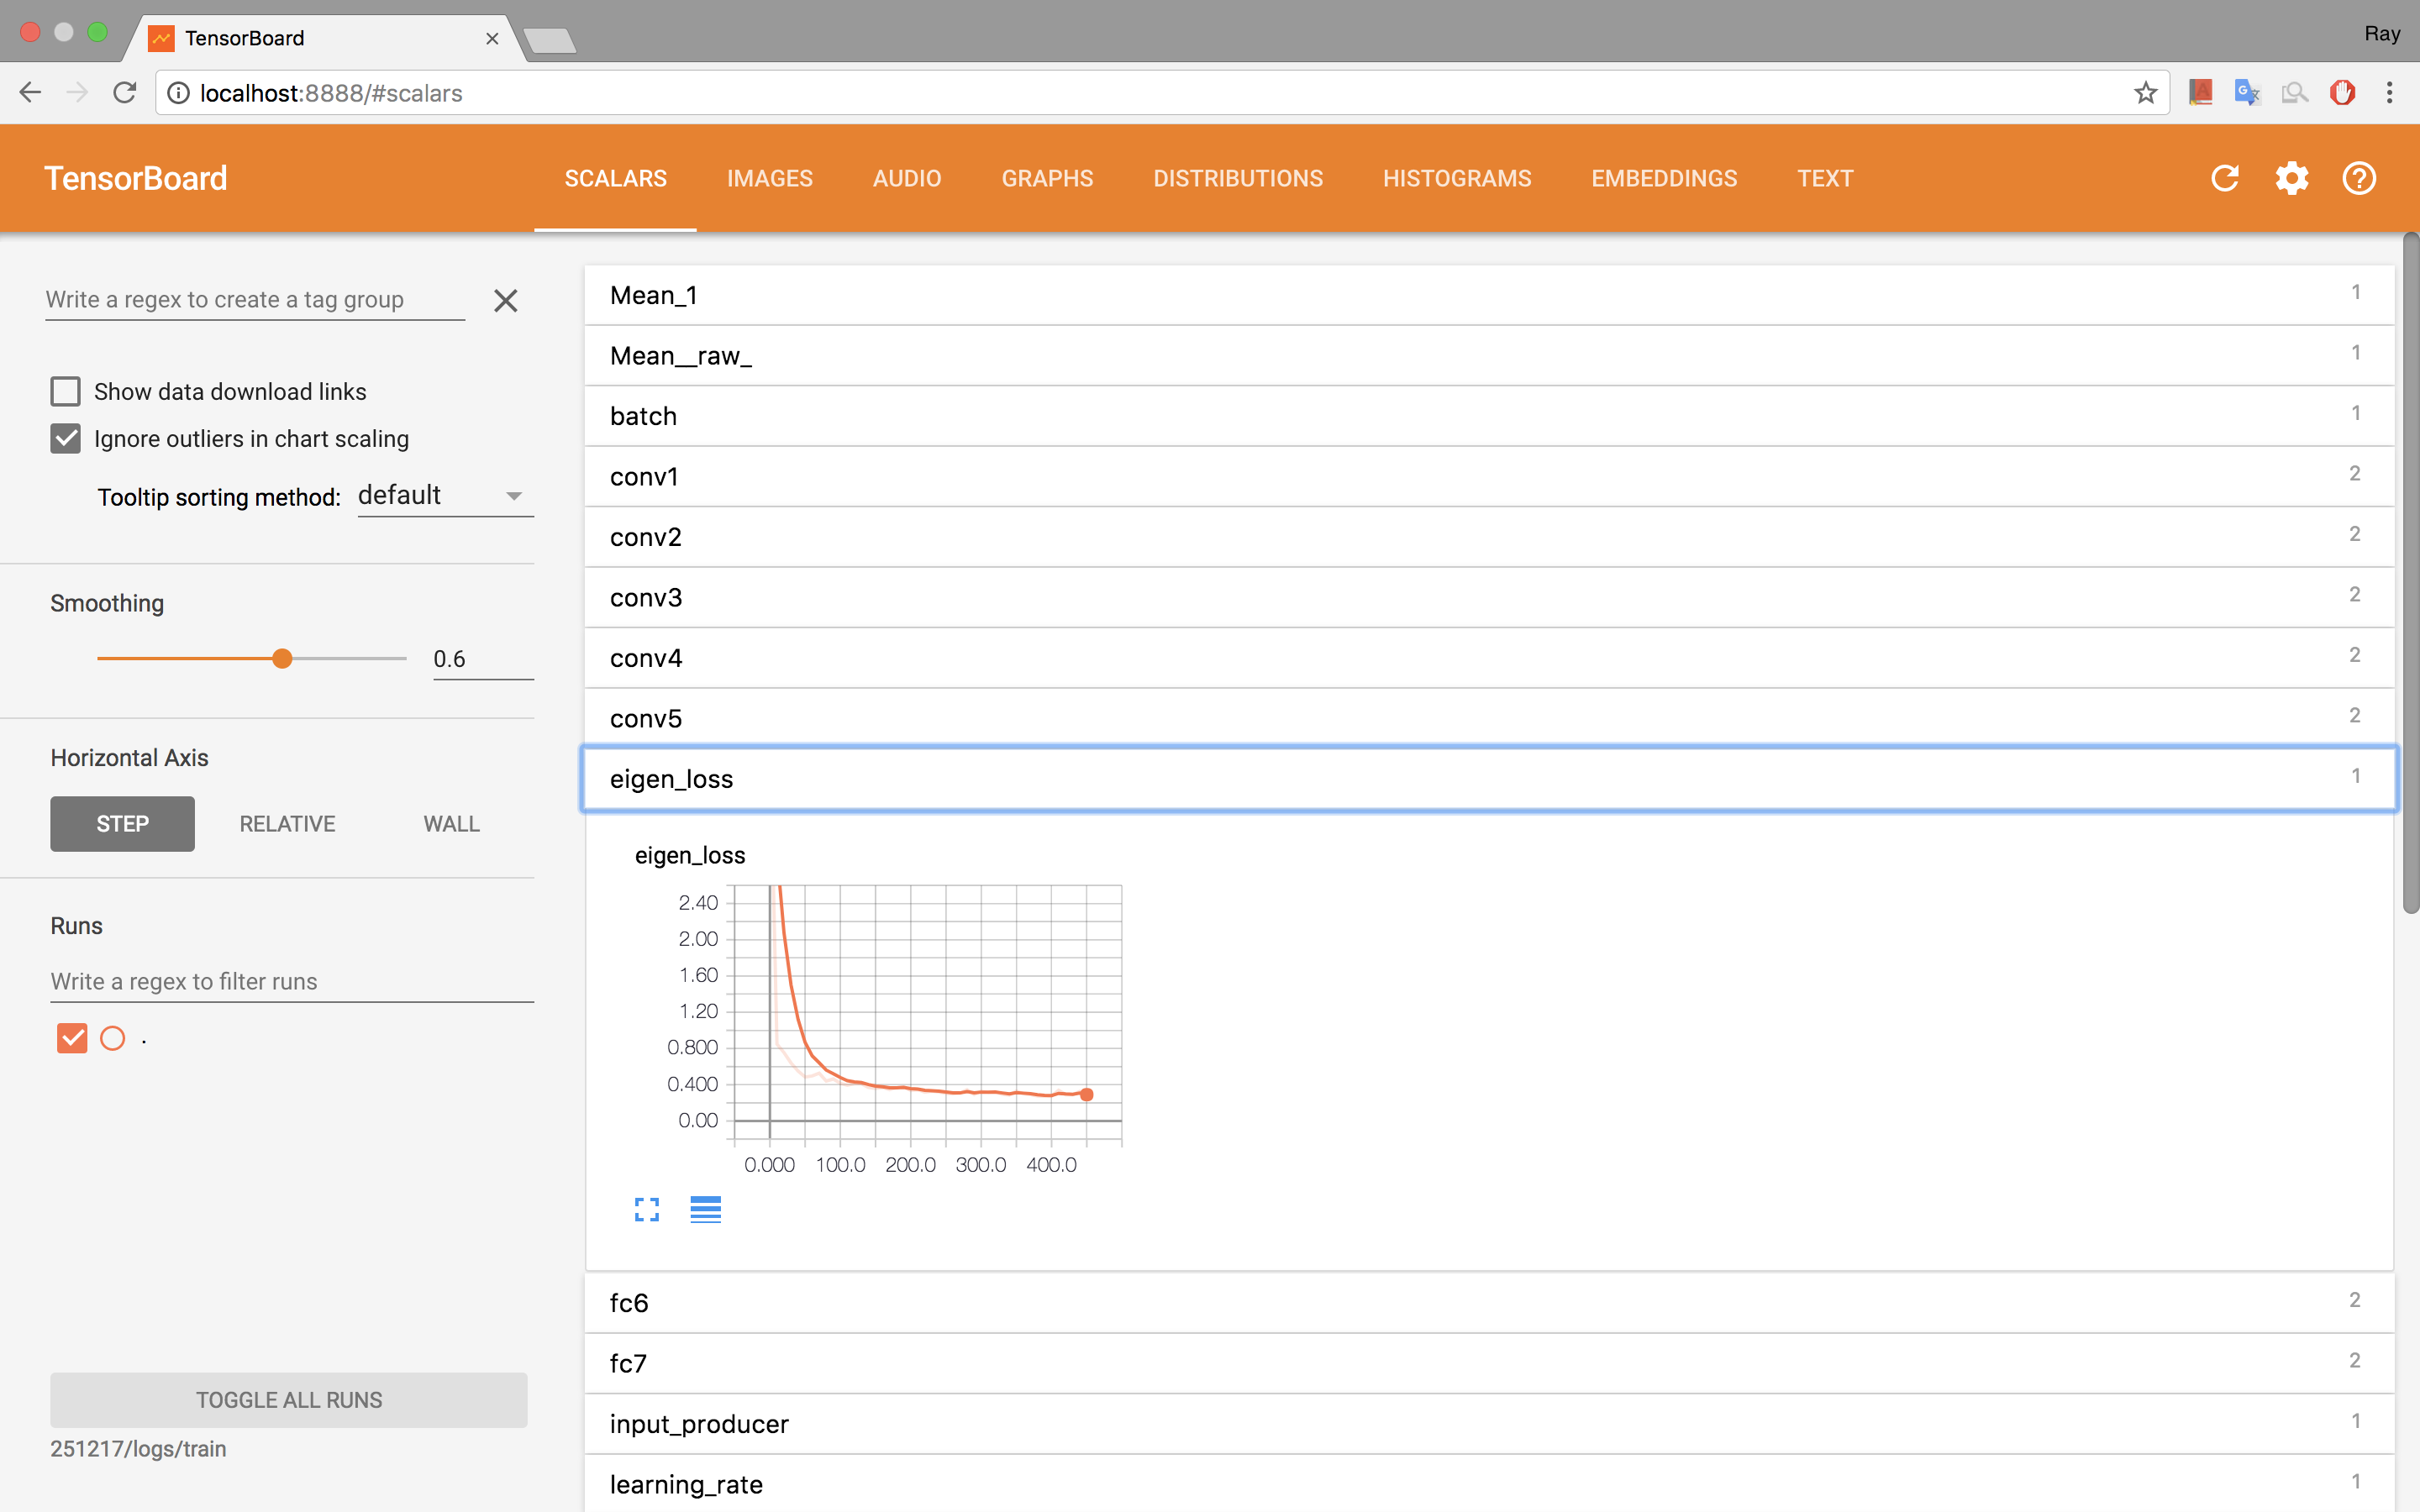 TensorBoard
Ray
localhost:8888/#scalars
TensorBoard
SCALARS IMAGES AUDIO GRAPHS DISTRIBUTIONS HISTOGRAMS EMBEDDINGS TEXT
Write a regex to create a tag group
Show data download links
Ignore outliers in chart scaling
Tooltip sorting method: default
Smoothing
0.6
Horizontal Axis
STEP RELATIVE WALL
Runs
Write a regex to filter runs
.
TOGGLE ALL RUNS
251217/logs/train
Mean_1 1
Mean__raw_ 1
batch 1
conv1 2
conv2 2
conv3 2
conv4 2
conv5 2
eigen_loss 1
eigen_loss
2.40
2.00
1.60
1.20
0.800
0.400
0.00
0.000 100.0 200.0 300.0 400.0
fc6 2
fc7 2
input_producer 1
learning_rate 1